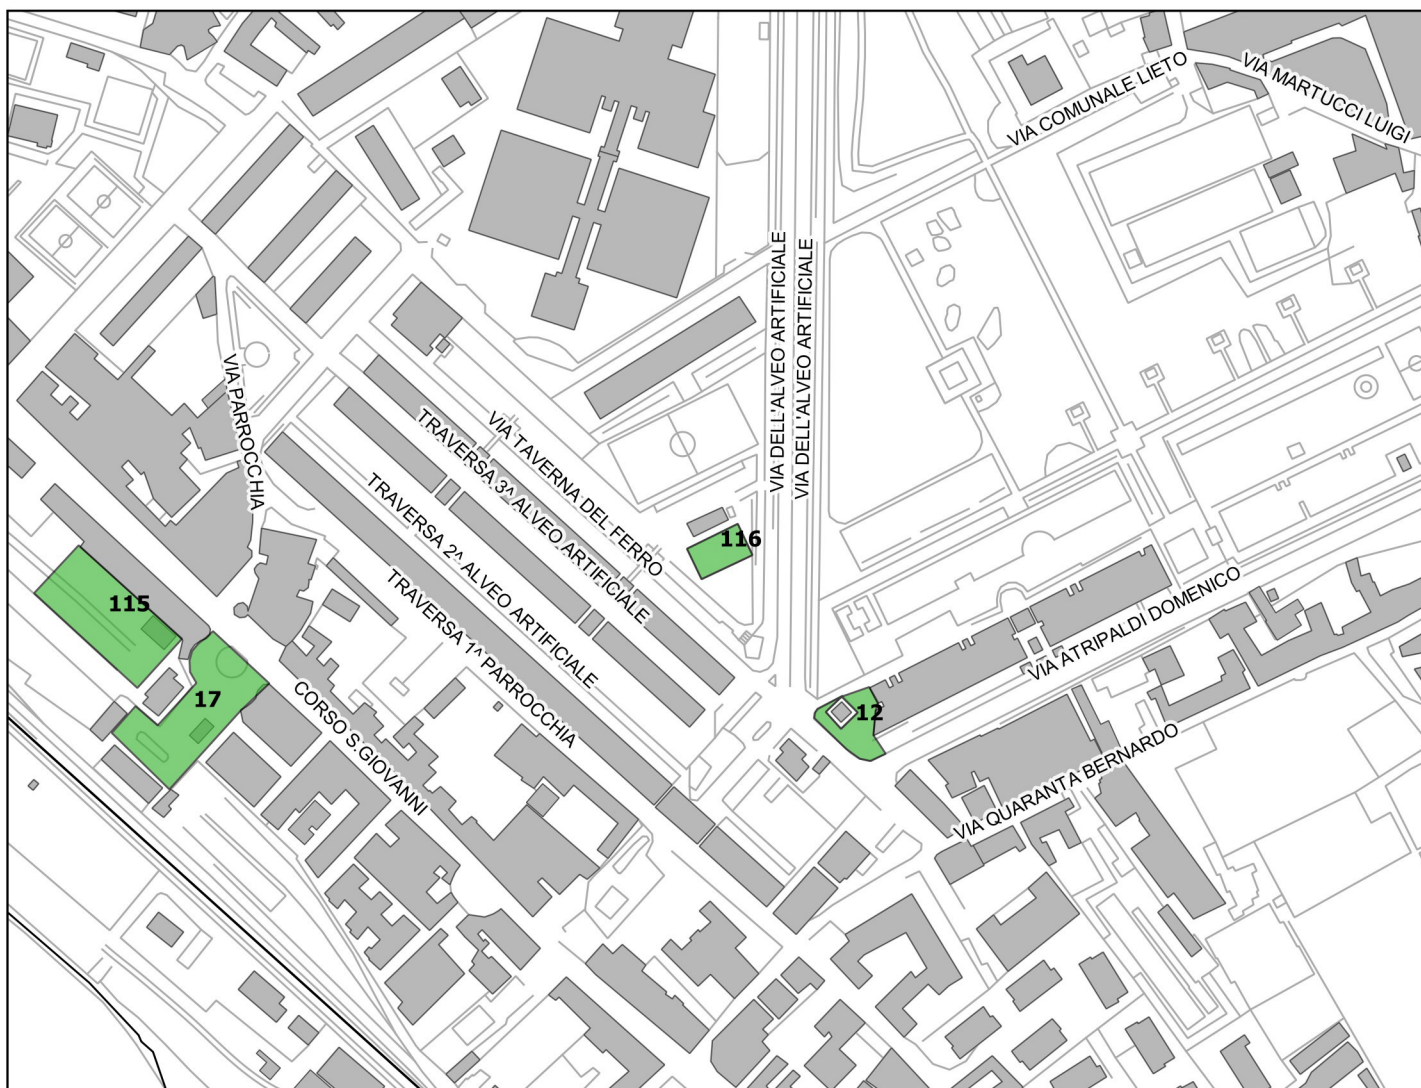 VIA COMUNALE LIETO
VIA MARTUCCI LUIGI
VIA DELL'ALVEO ARTIFICIALE
VIA DELL'ALVEO ARTIFICIALE
VIA PARROCCHIA
VIA TAVERNA DEL FERRO
TRAVERSA 3^ ALVEO ARTIFICIALE
TRAVERSA 2^ ALVEO ARTIFICIALE
TRAVERSA 1^ PARROCCHIA
116
115
17
CORSO S.GIOVANNI
12
VIA ATRIPALDI DOMENICO
VIA QUARANTA BERNARDO